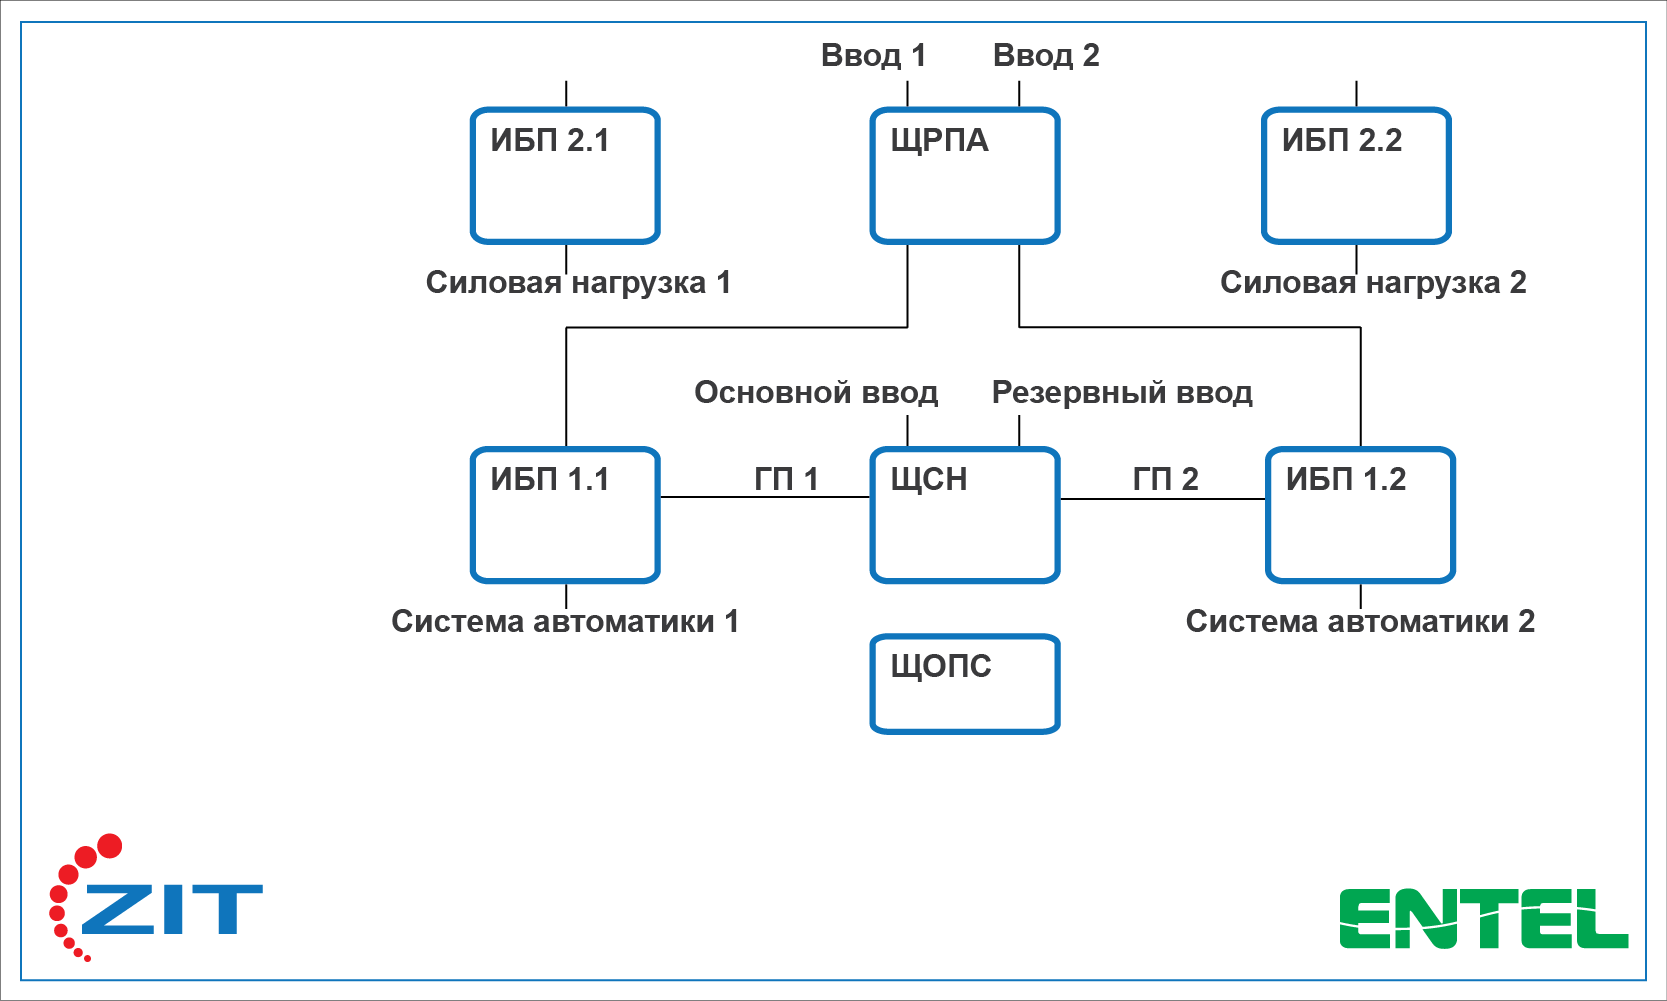 Ввод 1
Ввод 2
ИБП 2.1
ЩРПА
ИБП 2.2
Силовая нагрузка 1
Силовая нагрузка 2
Основной ввод
Резервный ввод
ИБП 1.1
ГП 1
ЩСН
ГП 2
ИБП 1.2
Система автоматики 1
Система автоматики 2
ЩОПС
ZIT
ENTEL